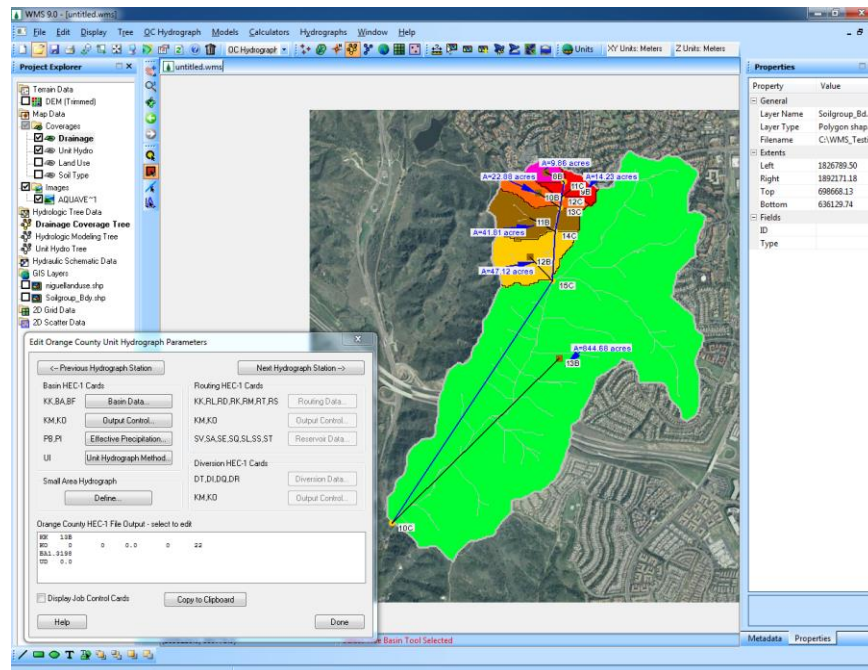 WMS 9.0 - [untitled.wms]
File Edit Display Tree OC Hydrograph Models Calculators Hydrographs Window Help
OC Hydrograph Units XY Units: Meters Z Units: Meters
Project Explorer
untitled.wms
Properties
Terrain Data
DEM (Trimmed)
Map Data
Coverages
Drainage
Unit Hydro
Land Use
Soil Type
Images
AQUAVE~1
Hydrologic Tree Data
Drainage Coverage Tree
Hydrologic Modeling Tree
Unit Hydro Tree
Hydraulic Schematic Data
GIS Layers
niguellanduse.shp
Soilgroup_Bdy.shp
2D Grid Data
2D Scatter Data
Property Value
General
Layer Name Soilgroup_Bd.
Layer Type Polygon shap.
Filename C:\WMS_Testi
Extents
Left 1826789.50
Right 1892171.18
Top 698668.13
Bottom 636129.74
Fields
ID
Type
A=9.86 acres
A=22.88 acres
8B
A=14.23 acres
11C
9B
10B
12C
13C
11B
A=41.81 acres
14C
12B
A=47.12 acres
15C
A=844.68 acres
13B
10C
Edit Orange County Unit Hydrograph Parameters
<-- Previous Hydrograph Station
Next Hydrograph Station -->
Basin HEC-1 Cards
KK,BA,BF Basin Data...
KM,KO Output Control...
PB,PI Effective Precipitation...
UI Unit Hydrograph Method...
Small Area Hydrograph
Define...
Routing HEC-1 Cards
KK,RL,RD,RK,RM,RT,RS Routing Data...
KM,KO Output Control...
SV,SA,SE,SQ,SL,SS,ST Reservoir Data...
Diversion HEC-1 Cards
DT,DI,DQ,DR Diversion Data...
KM,KO Output Control...
Orange County HEC-1 File Output - select to edit
KK 13B
KO 0 0 0.0 0 22
BA1.3198
UD 0.0
Display Job Control Cards
Copy to Clipboard
Help
Done
Basin Tool Selected
Metadata Properties